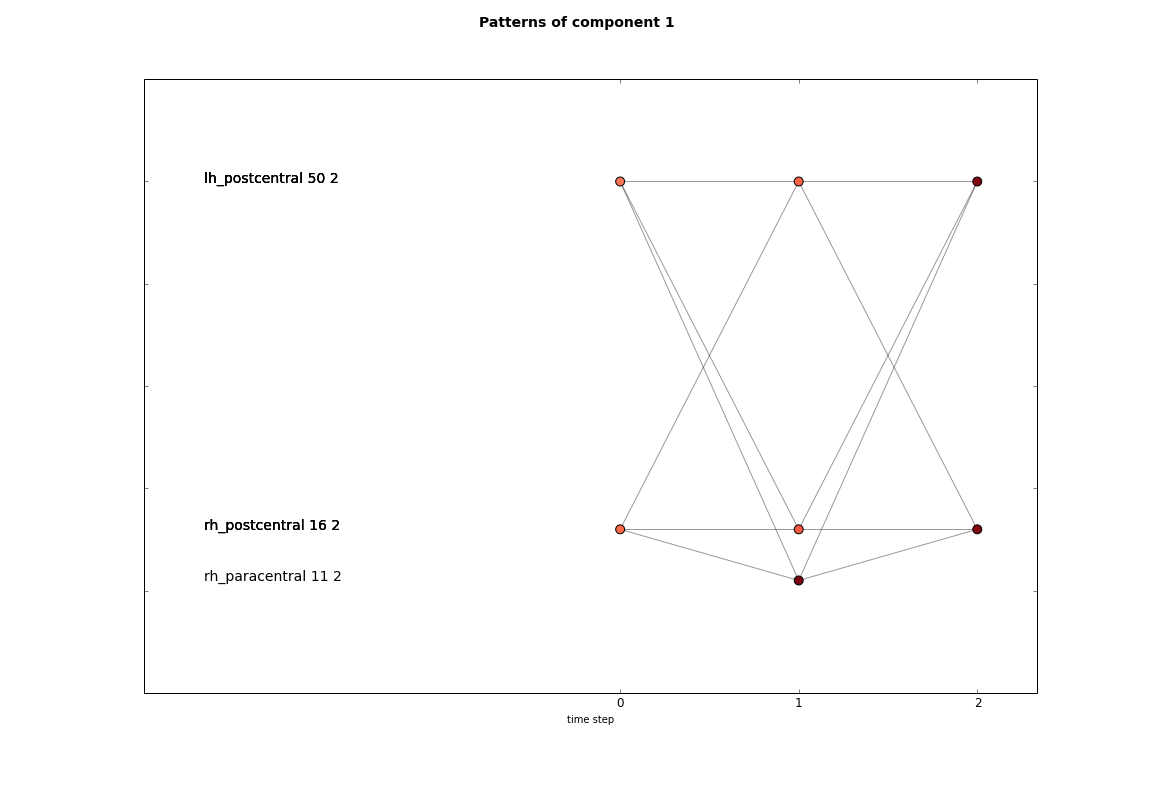 Patterns of component 1
lh_postcentral 50 2
rh_postcentral 16 2
rh_paracentral 11 2
0 1 2
time step